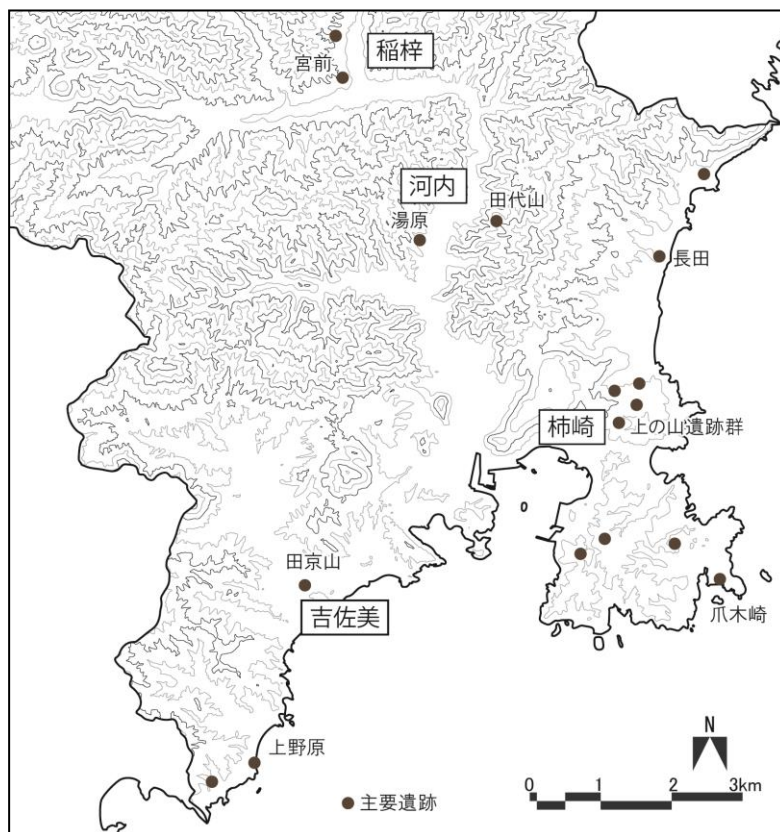 稲梓
宮前
河内
田代山
湯原
長田
柿崎
上の山遺跡群
田京山
吉佐美
爪木崎
上野原
N
0 1 2 3km
主要遺跡